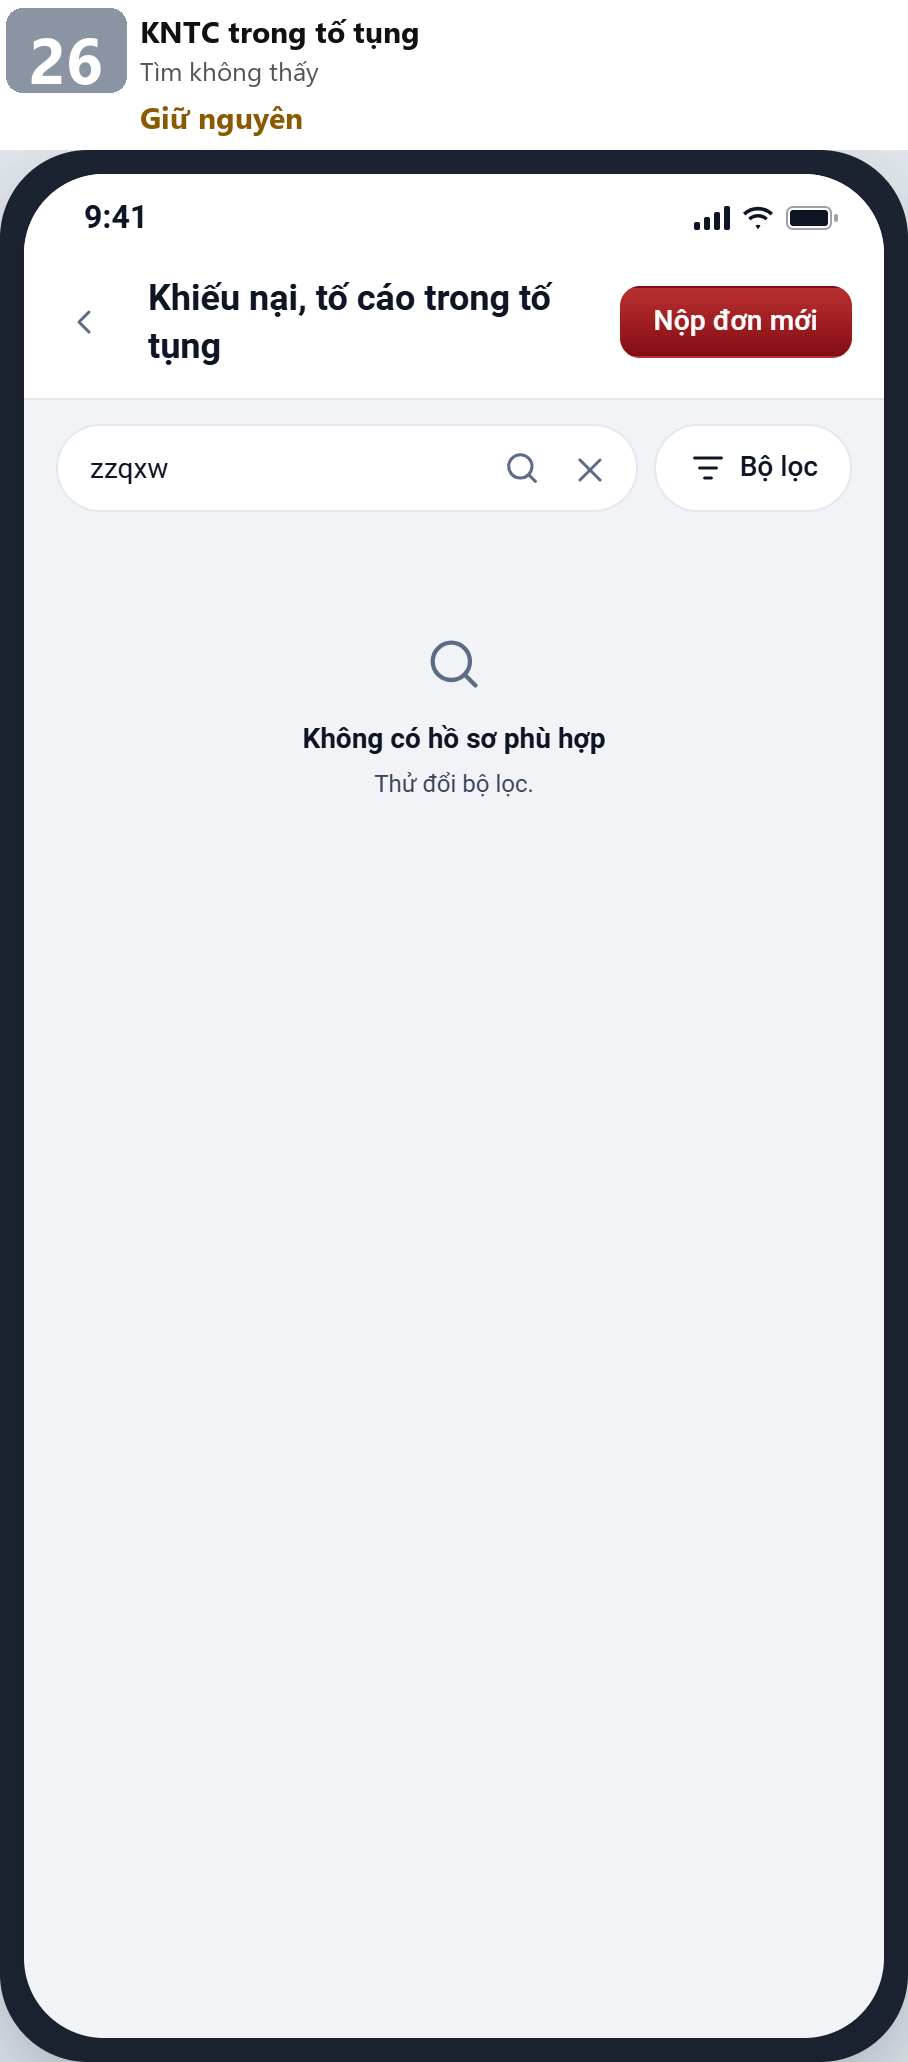 26
KNTC trong tố tụng
Tìm không thấy
Giữ nguyên
9:41
Khiếu nại, tố cáo trong tố
tụng
Nộp đơn mới
zzqxw
Bộ lọc
Không có hồ sơ phù hợp
Thử đổi bộ lọc.